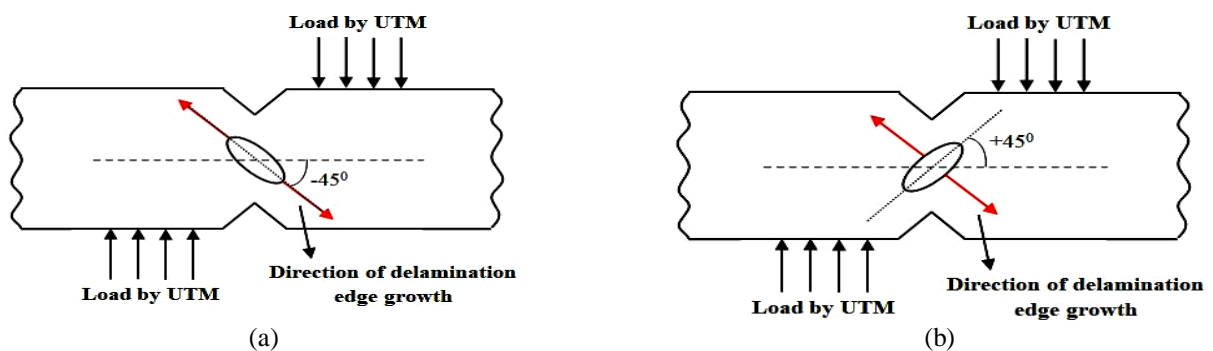 Load by UTM
-45⁰
Load by UTM
Direction of delamination
edge growth
(a)
Load by UTM
+45⁰
Load by UTM
Direction of delamination
edge growth
(b)